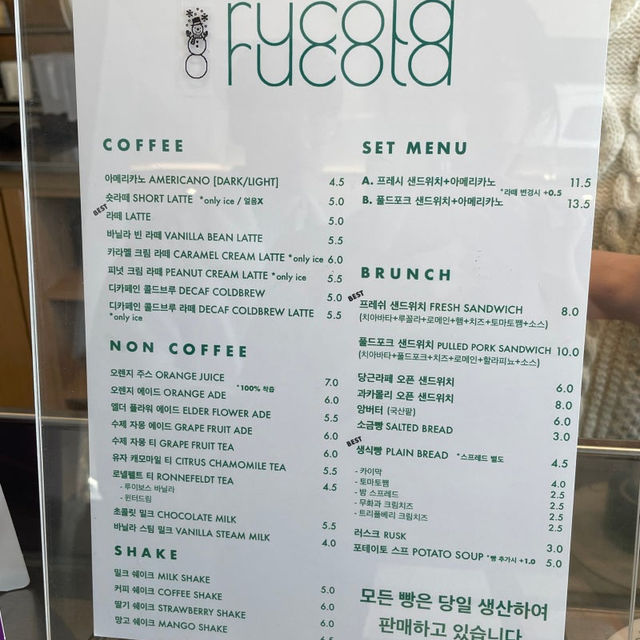 rucola
rucola
COFFEE
아메리카노 AMERICANO [DARK/LIGHT] 4.5
숏라떼 SHORT LATTE *only ice / 얼음X 5.0
BEST
라떼 LATTE 5.0
바닐라 빈 라떼 VANILLA BEAN LATTE 5.5
카라멜 크림 라떼 CARAMEL CREAM LATTE *only ice 6.0
피넛 크림 라떼 PEANUT CREAM LATTE *only ice 5.5
디카페인 콜드브루 DECAF COLDBREW 5.0
디카페인 콜드브루 라떼 DECAF COLDBREW LATTE 5.5
*only ice
NON COFFEE
오렌지 주스 ORANGE JUICE *100% 착즙 7.0
오렌지 에이드 ORANGE ADE 6.0
엘더 플라워 에이드 ELDER FLOWER ADE 5.5
수제 자몽 에이드 GRAPE FRUIT ADE 6.0
수제 자몽 티 GRAPE FRUIT TEA 6.0
유자 캐모마일 티 CITRUS CHAMOMILE TEA 5.5
로넬펠트 티 RONNEFELDT TEA 4.5
- 루이보스 바닐라
- 윈터드림
초콜릿 밀크 CHOCOLATE MILK 5.5
바닐라 스팀 밀크 VANILLA STEAM MILK 4.0
SHAKE
밀크 쉐이크 MILK SHAKE 5.0
커피 쉐이크 COFFEE SHAKE 6.0
딸기 쉐이크 STRAWBERRY SHAKE 6.0
망고 쉐이크 MANGO SHAKE 6.5
SET MENU
A. 프레시 샌드위치+아메리카노 11.5
*라떼 변경시 +0.5
B. 풀드포크 샌드위치+아메리카노 13.5
BRUNCH
BEST
프레쉬 샌드위치 FRESH SANDWICH 8.0
(치아바타+루꼴라+로메인+햄+치즈+토마토쨈+소스)
풀드포크 샌드위치 PULLED PORK SANDWICH 10.0
(치아바타+풀드포크+치즈+로메인+할라피뇨+소스)
당근라페 오픈 샌드위치 6.0
과카몰리 오픈 샌드위치 8.0
앙버터 (국산팥) 6.0
소금빵 SALTED BREAD 3.0
BEST
생식빵 PLAIN BREAD *스프레드 별도 4.5
- 카이막 4.0
- 토마토쨈 2.5
- 밤 스프레드 2.5
- 무화과 크림치즈 2.5
- 트리플베리 크림치즈 2.5
러스크 RUSK 3.0
포테이토 스프 POTATO SOUP *빵 추가시 +1.0 5.0
모든 빵은 당일 생산하여
판매하고 있습니다